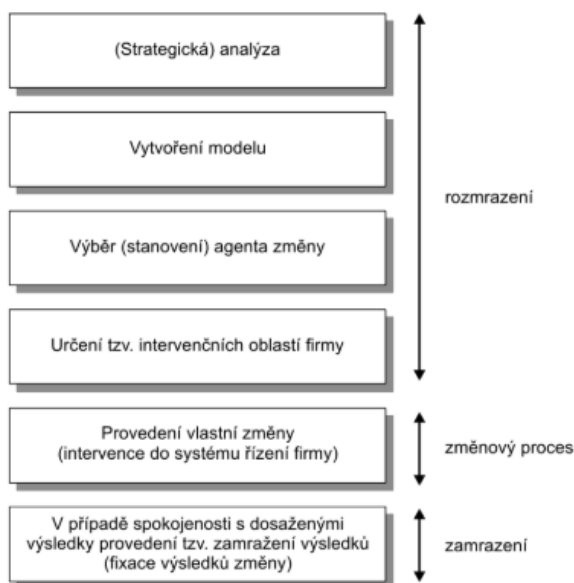 (Strategická) analýza
Vytvoření modelu
rozmrazení
Výběr (stanovení) agenta změny
Určení tzv. intervenčních oblastí firmy
Provedení vlastní změny
(intervence do systému řízení firmy)
změnový proces
V případě spokojenosti s dosaženými
výsledky provedení tzv. zamražení výsledků
(fixace výsledků změny)
zamrazení